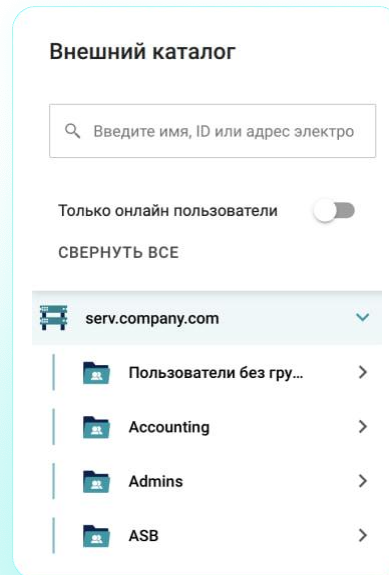 Внешний каталог
Введите имя, ID или адрес электро
Только онлайн пользователи
СВЕРНУТЬ ВСЕ
serv.company.com
Пользователи без гру...
Accounting
Admins
ASB